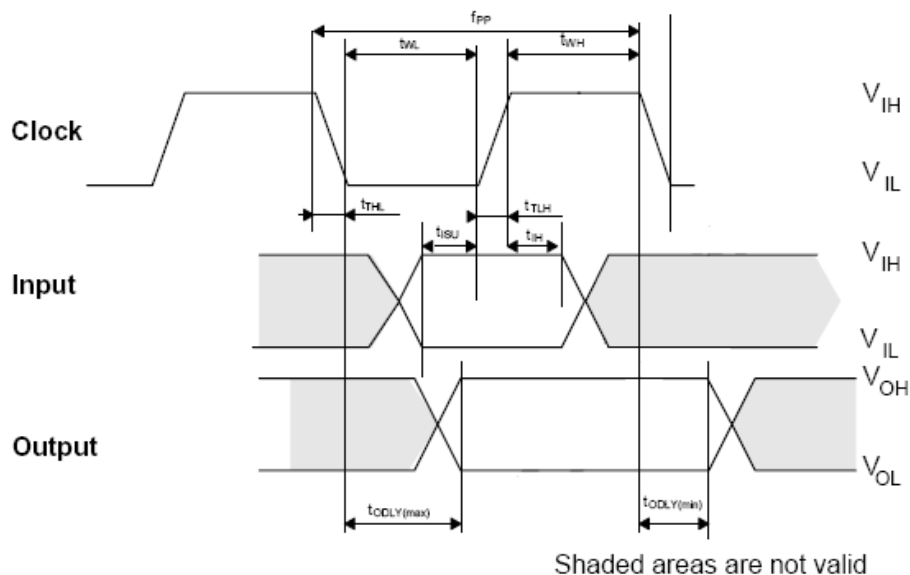 fPP
tWL
tWH
VIH
Clock
VIL
tTHL
tTLH
tISU
tIH
VIH
Input
VIL
VOH
Output
VOL
tODLY(max)
tODLY(min)
Shaded areas are not valid